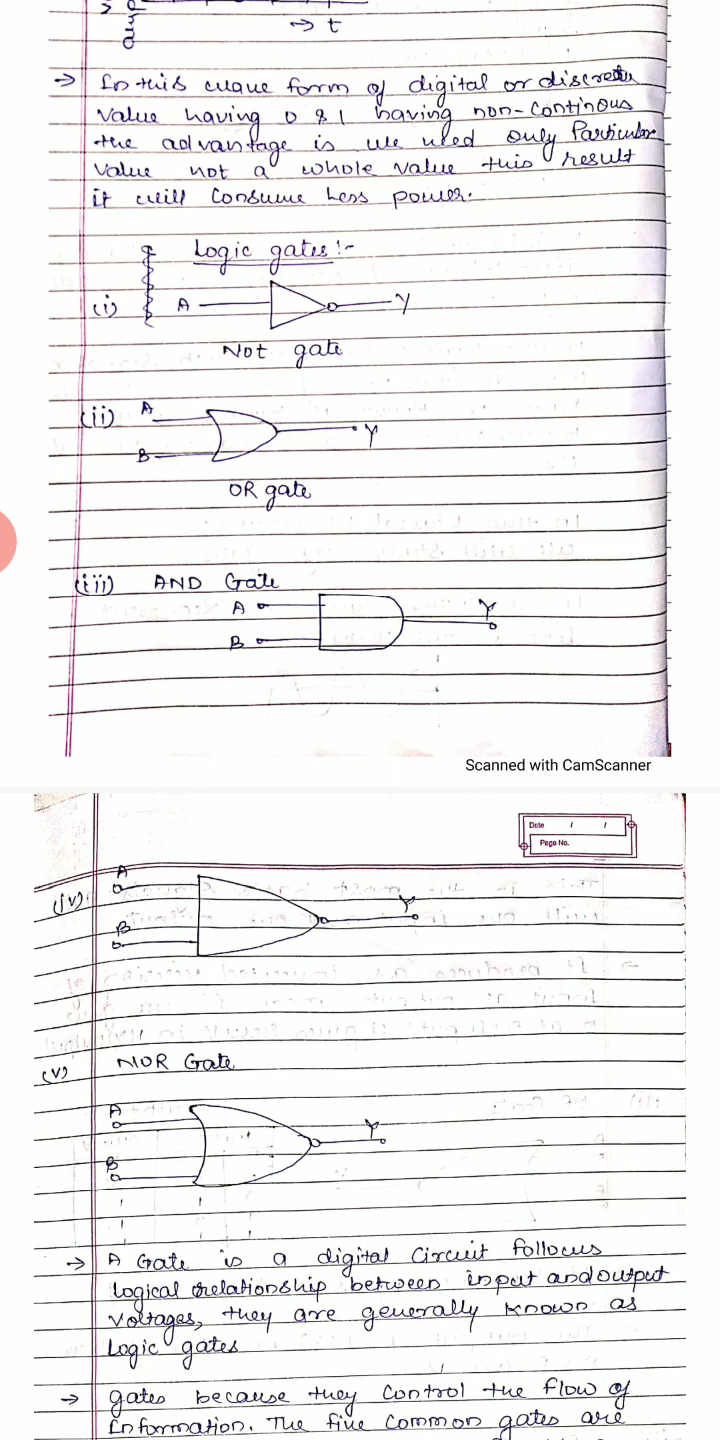 → t
→ In this wave form of digital or discrete
value having 0 & 1 having non-continous
the advantage is we used only Particular
value not a whole value this result
it will Consume Less power.
Logic gates:-
(i) A Y
Not gate
(ii) A
Y
B
OR gate
(iii) AND Gate
A Y
B
Scanned with CamScanner
Date / /
Page No.
A
(iv) Y
B
(v) NOR Gate
A
Y
B
→ A Gate is a digital Circuit follows
logical relationship between input and output
voltages, they are generally known as
Logic gates
→ gates because they control the flow of
Information. The five common gates are